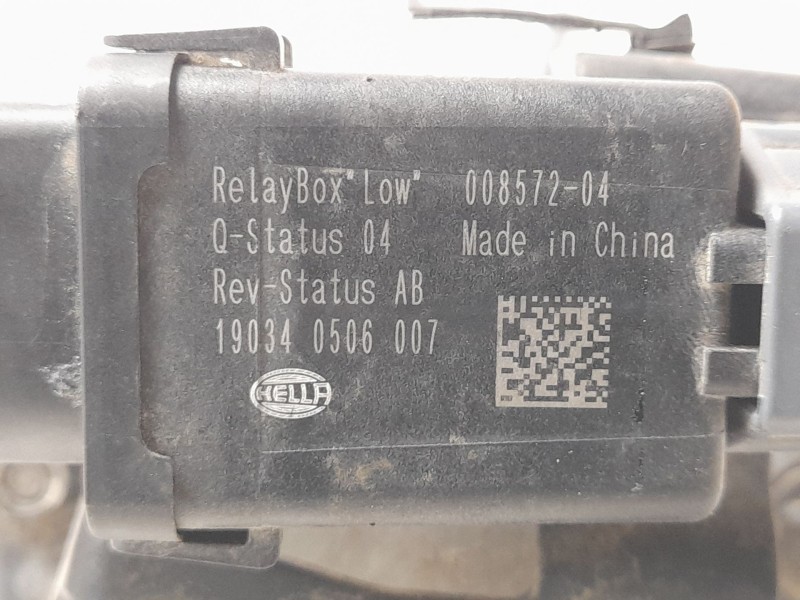 RelayBox"Low" 008572-04
Q-Status 04 Made in China
Rev-Status AB
19034 0506 007
HELLA